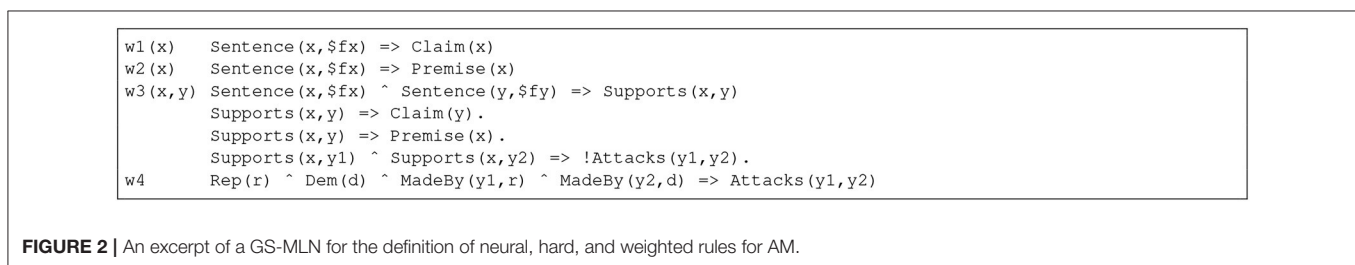 w1(x)   Sentence(x,$fx) => Claim(x)
w2(x)   Sentence(x,$fx) => Premise(x)
w3(x,y) Sentence(x,$fx) ^ Sentence(y,$fy) => Supports(x,y)
        Supports(x,y) => Claim(y).
        Supports(x,y) => Premise(x).
        Supports(x,y1) ^ Supports(x,y2) => !Attacks(y1,y2).
w4      Rep(r) ^ Dem(d) ^ MadeBy(y1,r) ^ MadeBy(y2,d) => Attacks(y1,y2)
FIGURE 2 | An excerpt of a GS-MLN for the definition of neural, hard, and weighted rules for AM.